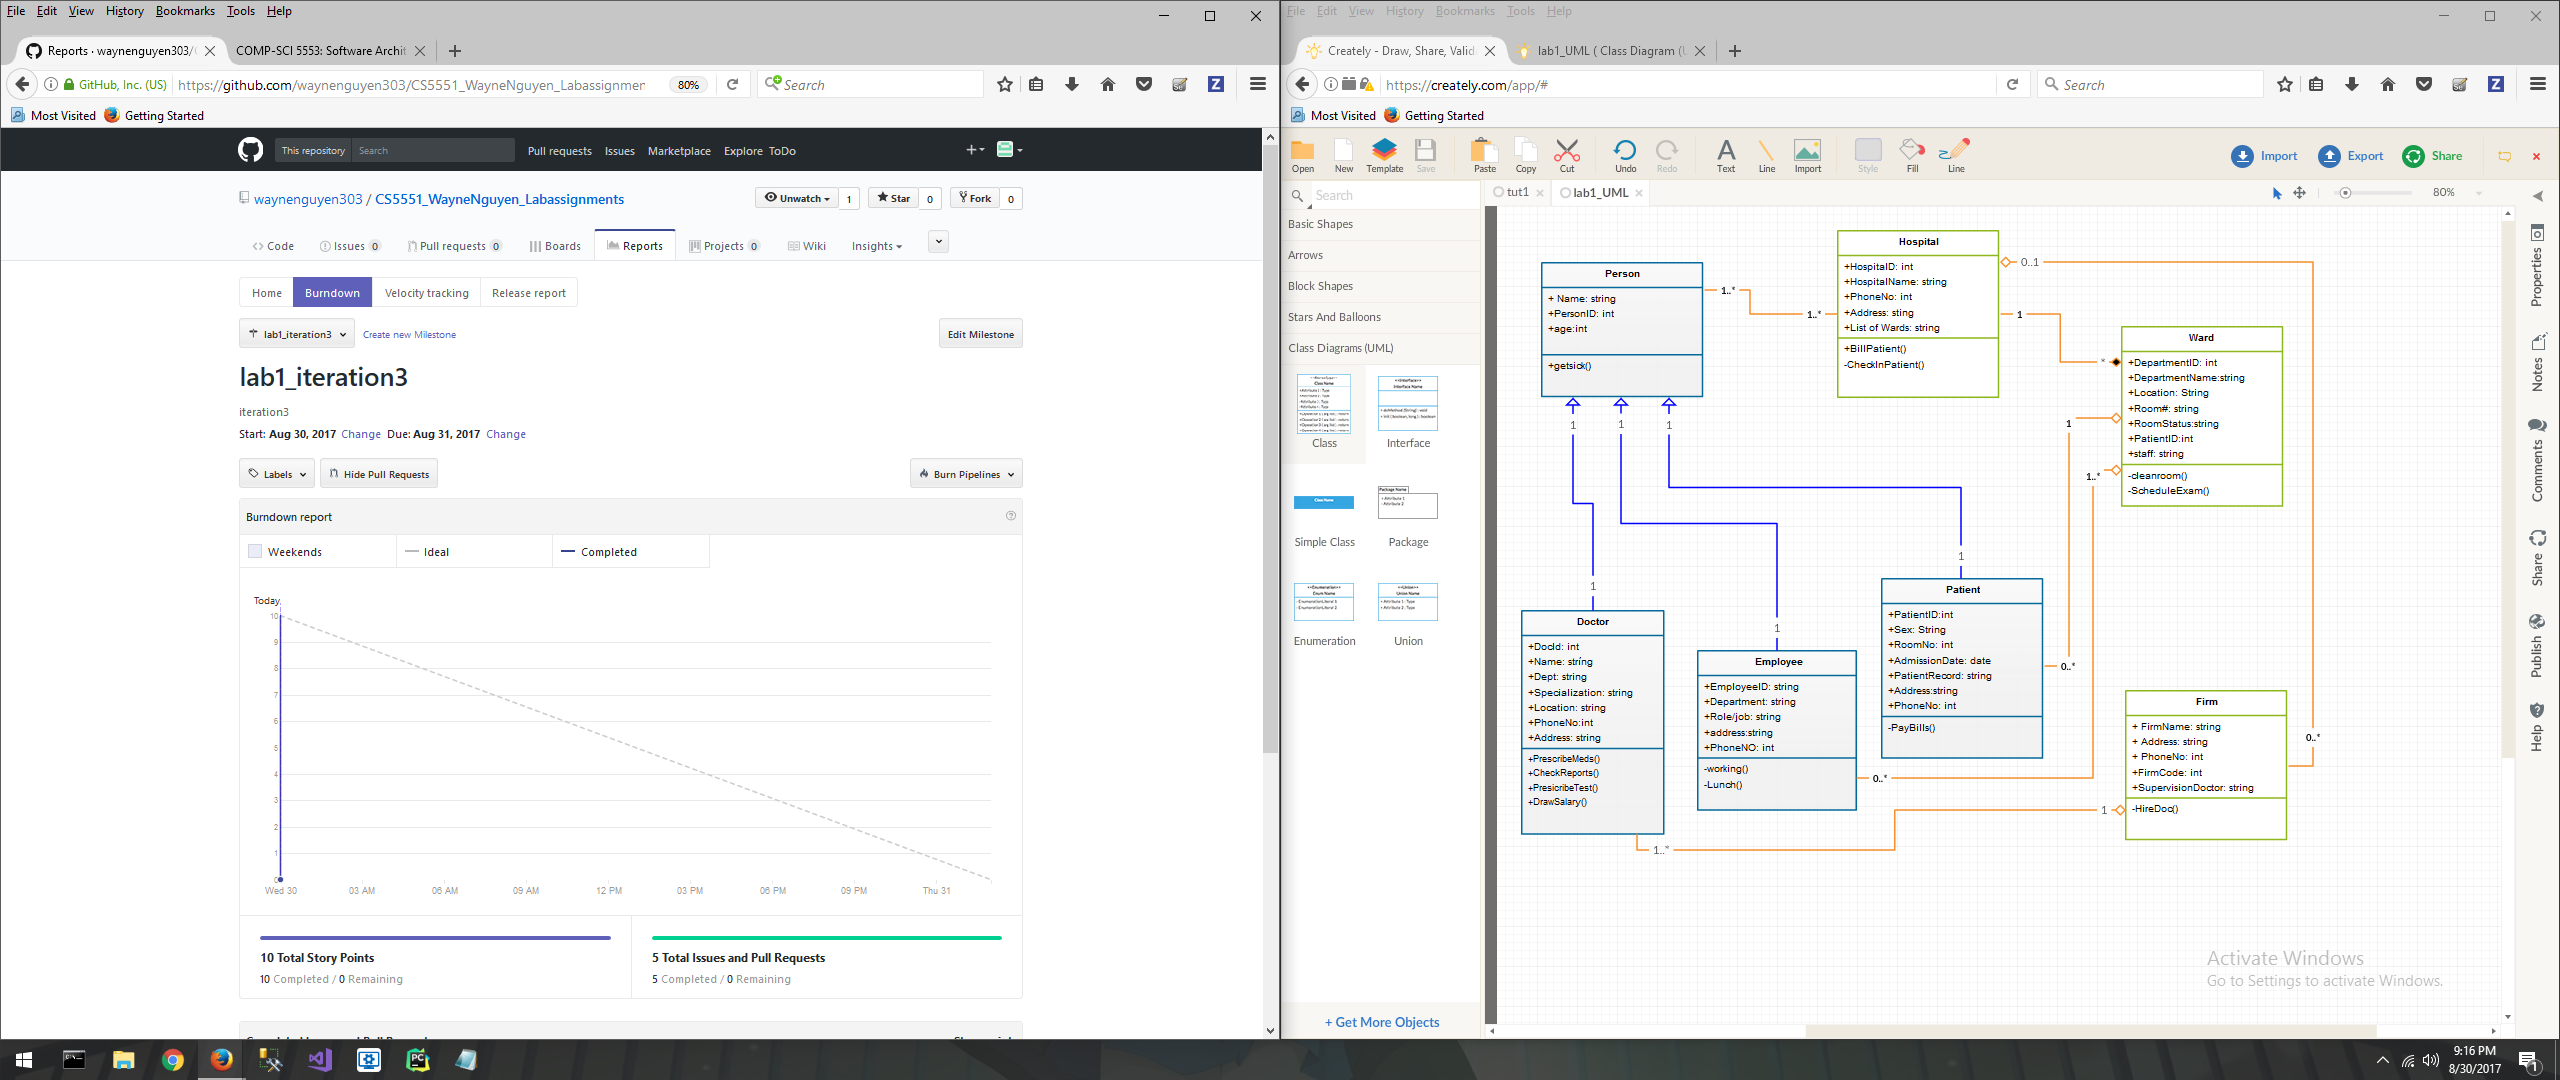 File Edit View History Bookmarks Tools Help
Reports · waynenguyen303/
COMP-SCI 5553: Software Archit
GitHub, Inc. (US)
https://github.com/waynenguyen303/CS5551_WayneNguyen_Labassignmen
80%
Search
Most Visited
Getting Started
This repository
Search
Pull requests Issues Marketplace Explore ToDo
waynenguyen303 / CS5551_WayneNguyen_Labassignments
Unwatch 1
Star 0
Fork 0
Code Issues 0 Pull requests 0 Boards Reports Projects 0 Wiki Insights
Home Burndown Velocity tracking Release report
lab1_iteration3
Create new Milestone
Edit Milestone
lab1_iteration3
iteration3
Start: Aug 30, 2017 Change Due: Aug 31, 2017 Change
Labels
Hide Pull Requests
Burn Pipelines
Burndown report
Weekends
Ideal
Completed
Today
10
9
8
7
6
5
4
3
2
1
0
Wed 30 03 AM 06 AM 09 AM 12 PM 03 PM 06 PM 09 PM Thu 31
10 Total Story Points
10 Completed / 0 Remaining
5 Total Issues and Pull Requests
5 Completed / 0 Remaining
File Edit View History Bookmarks Tools Help
Creately - Draw, Share, Valid
lab1_UML ( Class Diagram (U
https://creately.com/app/#
Search
Most Visited
Getting Started
Open New Template Save Paste Copy Cut Undo Redo Text Line Import Style Fill Line
Import Export Share
Search
tut1
lab1_UML
80%
Basic Shapes
Arrows
Block Shapes
Stars And Balloons
Class Diagrams (UML)
Class
Interface
Simple Class
Package
Enumeration
Union
+ Get More Objects
Person
+ Name: string
+PersonID: int
+age:int
+getsick()
1..*
1..*
Hospital
+HospitalID: int
+HospitalName: string
+PhoneNo: int
+Address: sting
+List of Wards: string
+BillPatient()
-CheckInPatient()
0..1
1
*
Ward
+DepartmentID: int
+DepartmentName:string
+Location: String
+Room#: string
+RoomStatus:string
+PatientID:int
+staff: string
-cleanroom()
-ScheduleExam()
1
1..*
1
1
1
1
1
1
Doctor
+DocId: int
+Name: string
+Dept: string
+Specialization: string
+Location: string
+PhoneNo:int
+Address: string
+PrescribeMeds()
+CheckReports()
+PresicribeTest()
+DrawSalary()
1..*
Employee
+EmployeeID: string
+Department: string
+Role/job: string
+address:string
+PhoneNO: int
-working()
-Lunch()
0..*
Patient
+PatientID:int
+Sex: String
+RoomNo: int
+AdmissionDate: date
+PatientRecord: string
+Address:string
+PhoneNo: int
-PayBills()
0..*
Firm
+ FirmName: string
+ Address: string
+ PhoneNo: int
+FirmCode: int
+SupervisionDoctor: string
-HireDoc()
0..*
1
Properties
Notes
Comments
Share
Publish
Help
Activate Windows
Go to Settings to activate Windows.
9:16 PM
8/30/2017